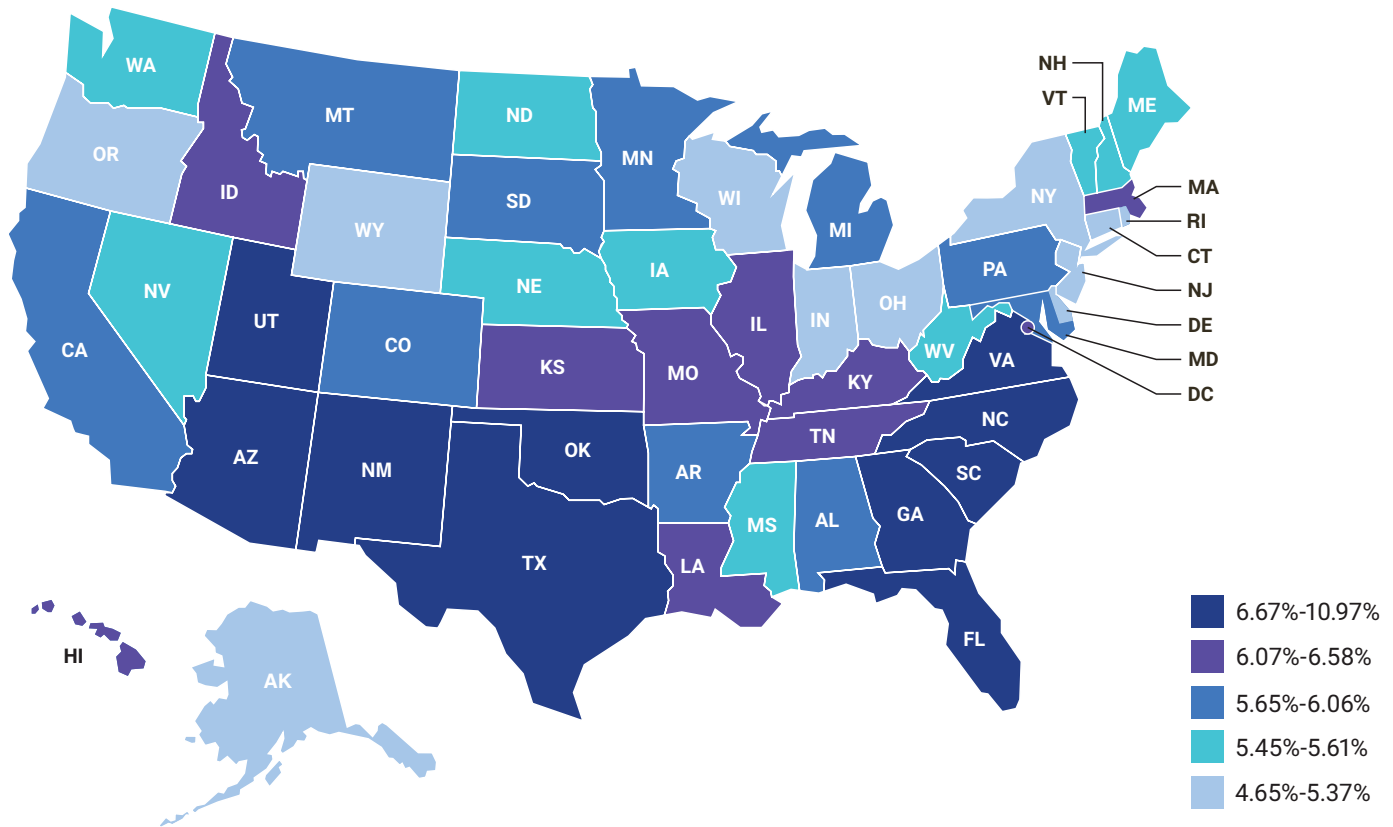 NH
WA
VT
ME
MT
ND
MN
OR
ID
SD
WI
NY
MA
WY
MI
RI
CT
NV
NE
IA
PA
NJ
UT
OH
DE
CA
CO
IL
IN
WV
VA
MD
KS
MO
KY
DC
NC
TN
AZ
NM
OK
AR
SC
MS
AL
GA
TX
LA
FL
HI
AK
6.67%-10.97%
6.07%-6.58%
5.65%-6.06%
5.45%-5.61%
4.65%-5.37%